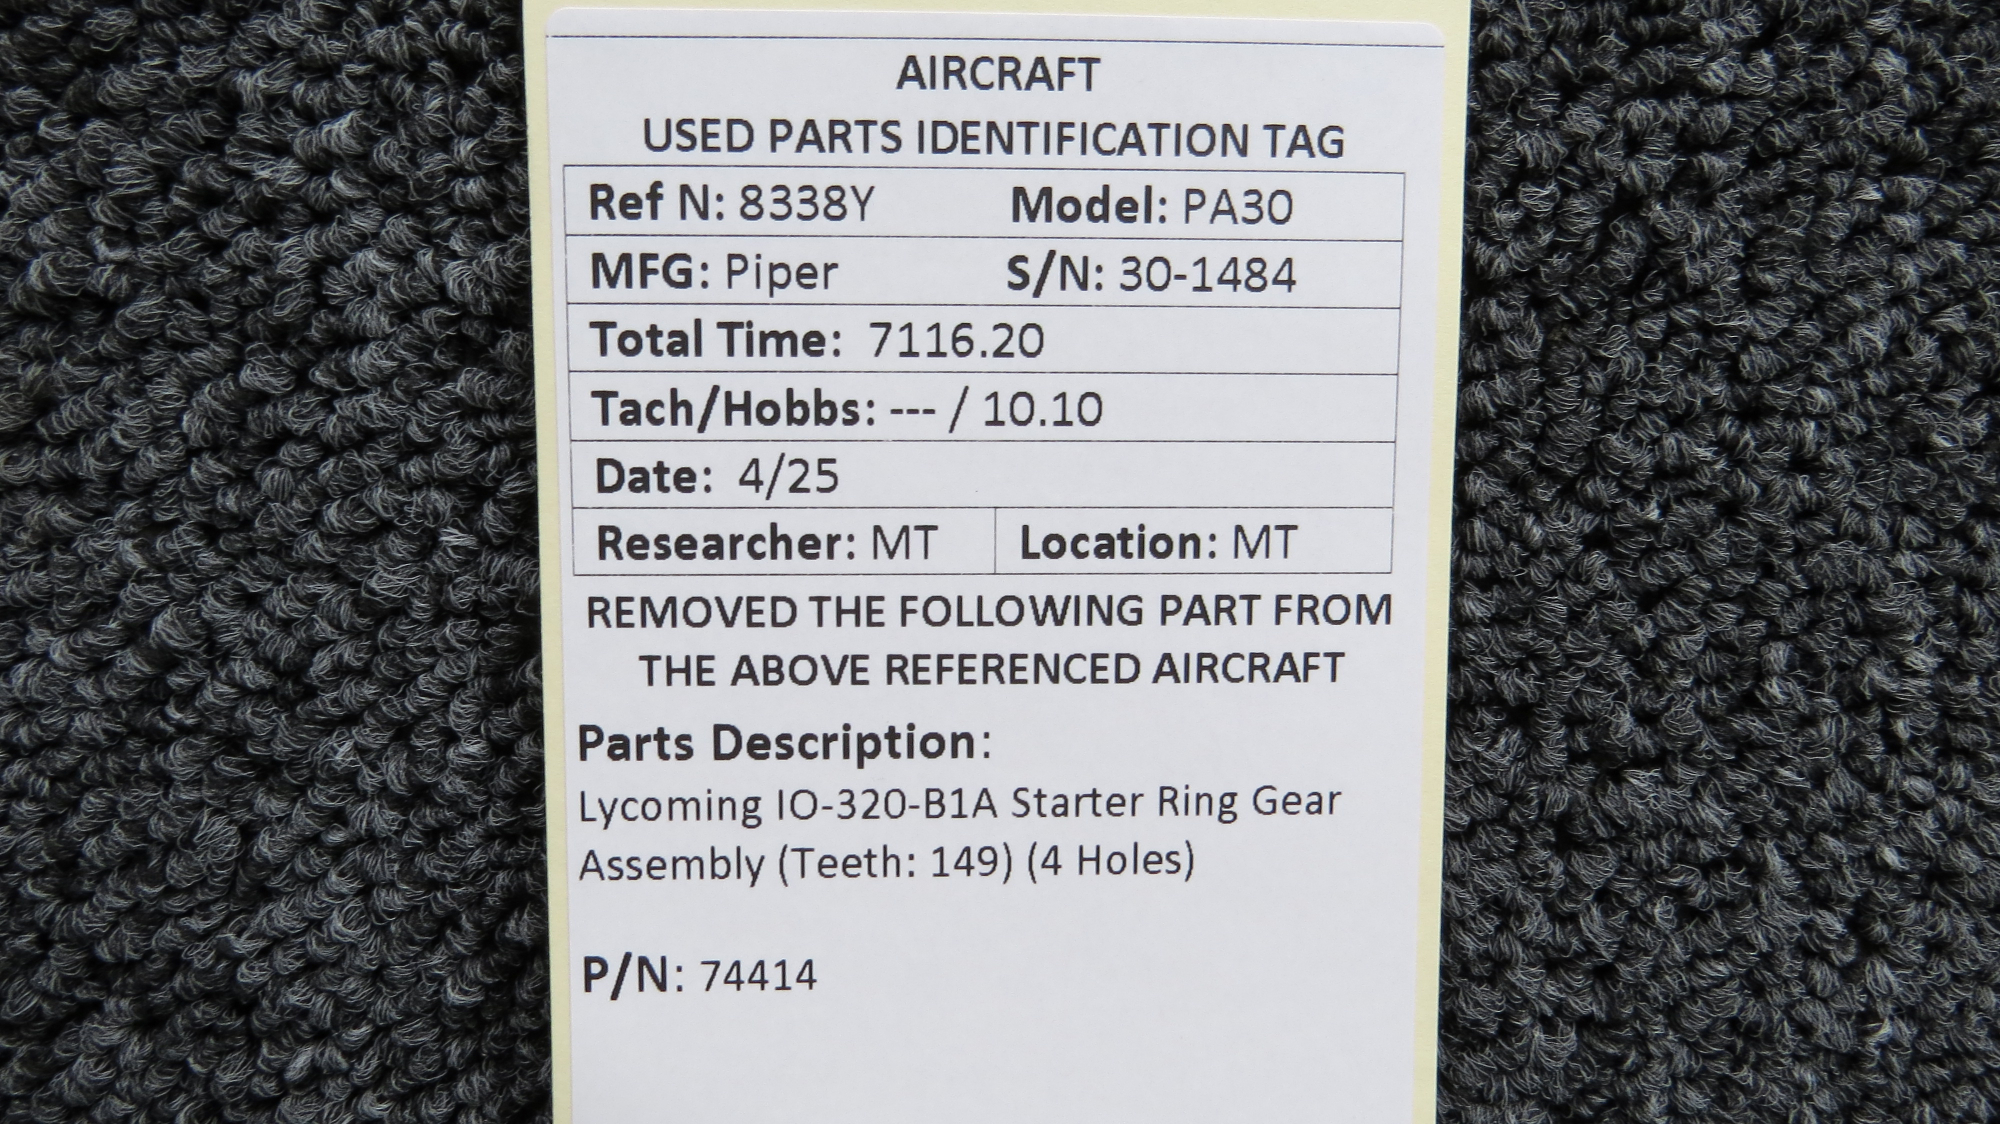 AIRCRAFT
USED PARTS IDENTIFICATION TAG
Ref N: 8338Y Model: PA30
MFG: Piper S/N: 30-1484
Total Time: 7116.20
Tach/Hobbs: --- / 10.10
Date: 4/25
Researcher: MT Location: MT
REMOVED THE FOLLOWING PART FROM
THE ABOVE REFERENCED AIRCRAFT
Parts Description:
Lycoming IO-320-B1A Starter Ring Gear
Assembly (Teeth: 149) (4 Holes)
P/N: 74414